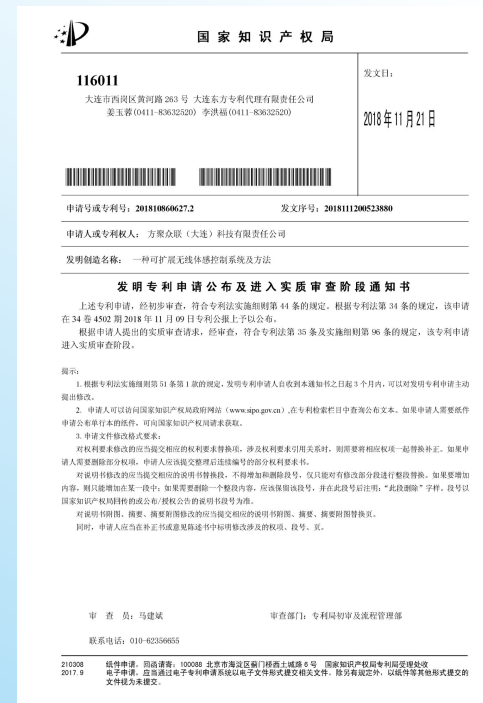 国家知识产权局
116011
大连市西岗区黄河路 263 号 大连东方专利代理有限责任公司
姜玉蓉(0411-83632520) 李洪福(0411-83632520)
发文日：
2018 年 11 月 21 日
申请号或专利号：201810860627.2 发文序号：2018111200523880
申请人或专利权人： 方聚众联（大连）科技有限责任公司
发明创造名称： 一种可扩展无线体感控制系统及方法
发明专利申请公布及进入实质审查阶段通知书
上述专利申请，经初步审查，符合专利法实施细则第 44 条的规定。根据专利法第 34 条的规定，该申请
在 34 卷 4502 期 2018 年 11 月 09 日专利公报上予以公布。
根据申请人提出的实质审查请求，经审查，符合专利法第 35 条及实施细则第 96 条的规定，该专利申请
进入实质审查阶段。
提示：
1.根据专利法实施细则第 51 条第 1 款的规定，发明专利申请人自收到本通知书之日起 3 个月内，可以对发明专利申请主动
提出修改。
2. 申请人可以访问国家知识产权局政府网站（www.sipo.gov.cn）,在专利检索栏目中查询公布文本。如果申请人需要纸件
申请公布单行本的纸件，可向国家知识产权局请求获取。
3.申请文件修改格式要求：
对权利要求修改的应当提交相应的权利要求替换项，涉及权利要求引用关系时，则需要将相应权项一起替换补正。如果申
请人需要删除部分权项，申请人应该提交整理后连续编号的部分权利要求书。
对说明书修改的应当提交相应的说明书替换段，不得增加和删除段号，仅只能对有修改部分段进行整段替换。如果要增加
内容，则只能增加在某一段中；如果需要删除一个整段内容，应该保留该段号，并在此段号后注明：“此段删除”字样。段号以
国家知识产权局回传的或公布/授权公告的说明书段号为准。
对说明书附图、摘要、摘要附图修改的应当提交相应的说明书附图、摘要、摘要附图替换页。
同时，申请人应当在补正书或意见陈述书中标明修改涉及的权项、段号、页。
审 查 员：马建斌 审查部门：专利局初审及流程管理部
联系电话：010-62356655
210308 纸件申请，回函请寄：100088 北京市海淀区蓟门桥西土城路 6 号 国家知识产权局专利局受理处收
2017.9 电子申请，应当通过电子专利申请系统以电子文件形式提交相关文件。除另有规定外，以纸件等其他形式提交的
文件视为未提交。